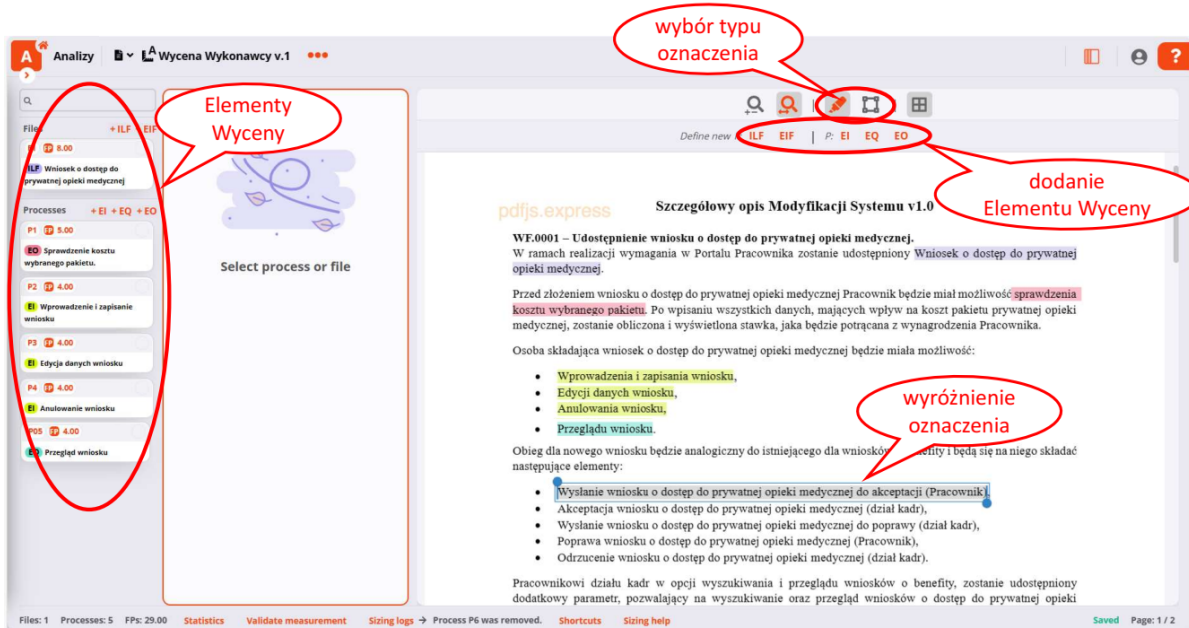 wybór typu
oznaczenia
A Analizy Wycena Wykonawcy v.1
?
Elementy
Wyceny
Files +ILF EIF
FP 8.00
ILF Wniosek o dostęp do
prywatnej opieki medycznej
Processes +EI +EQ +EO
P1 FP 5.00
EO Sprawdzenie kosztu
wybranego pakietu.
P2 FP 4.00
EI Wprowadzenie i zapisanie
wniosku
P3 FP 4.00
EI Edycja danych wniosku
P4 FP 4.00
EI Anulowanie wniosku
P05 FP 4.00
EQ Przegląd wniosku
Select process or file
Define new ILF EIF | P: EI EQ EO
dodanie
Elementu Wyceny
pdfjs.express
Szczegółowy opis Modyfikacji Systemu v1.0
WF.0001 – Udostępnienie wniosku o dostęp do prywatnej opieki medycznej.
W ramach realizacji wymagania w Portalu Pracownika zostanie udostępniony Wniosek o dostęp do prywatnej
opieki medycznej.
Przed złożeniem wniosku o dostęp do prywatnej opieki medycznej Pracownik będzie miał możliwość sprawdzenia
kosztu wybranego pakietu. Po wpisaniu wszystkich danych, mających wpływ na koszt pakietu prywatnej opieki
medycznej, zostanie obliczona i wyświetlona stawka, jaka będzie potrącana z wynagrodzenia Pracownika.
Osoba składająca wniosek o dostęp do prywatnej opieki medycznej będzie miała możliwość:
• Wprowadzenia i zapisania wniosku,
• Edycji danych wniosku,
• Anulowania wniosku,
• Przeglądu wniosku.
wyróżnienie
oznaczenia
Obieg dla nowego wniosku będzie analogiczny do istniejącego dla wniosków i będą się na niego składać
następujące elementy:
• Wysłanie wniosku o dostęp do prywatnej opieki medycznej do akceptacji (Pracownik),
• Akceptacja wniosku o dostęp do prywatnej opieki medycznej (dział kadr),
• Wysłanie wniosku o dostęp do prywatnej opieki medycznej do poprawy (dział kadr),
• Poprawa wniosku o dostęp do prywatnej opieki medycznej (Pracownik),
• Odrzucenie wniosku o dostęp do prywatnej opieki medycznej (dział kadr).
Pracownikowi działu kadr w opcji wyszukiwania i przeglądu wniosków o benefity, zostanie udostępniony
dodatkowy parametr, pozwalający na wyszukiwanie oraz przegląd wniosków o dostęp do prywatnej opieki
Files: 1 Processes: 5 FPs: 29.00 Statistics Validate measurement Sizing logs → Process P6 was removed. Shortcuts Sizing help Saved Page: 1 / 2